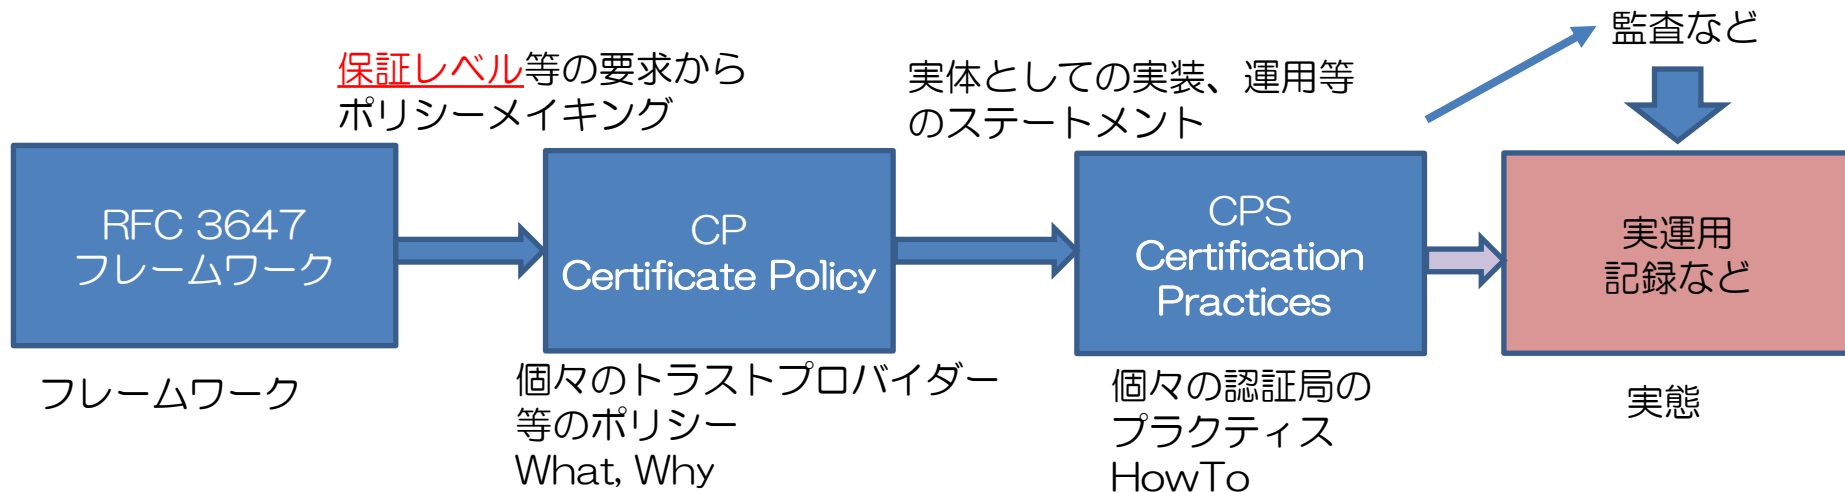 監査など
保証レベル等の要求から
ポリシーメイキング
実体としての実装、運用等
のステートメント
RFC 3647
フレームワーク
CP
Certificate Policy
CPS
Certification
Practices
実運用
記録など
フレームワーク
個々のトラストプロバイダー
等のポリシー
What, Why
個々の認証局の
プラクティス
HowTo
実態